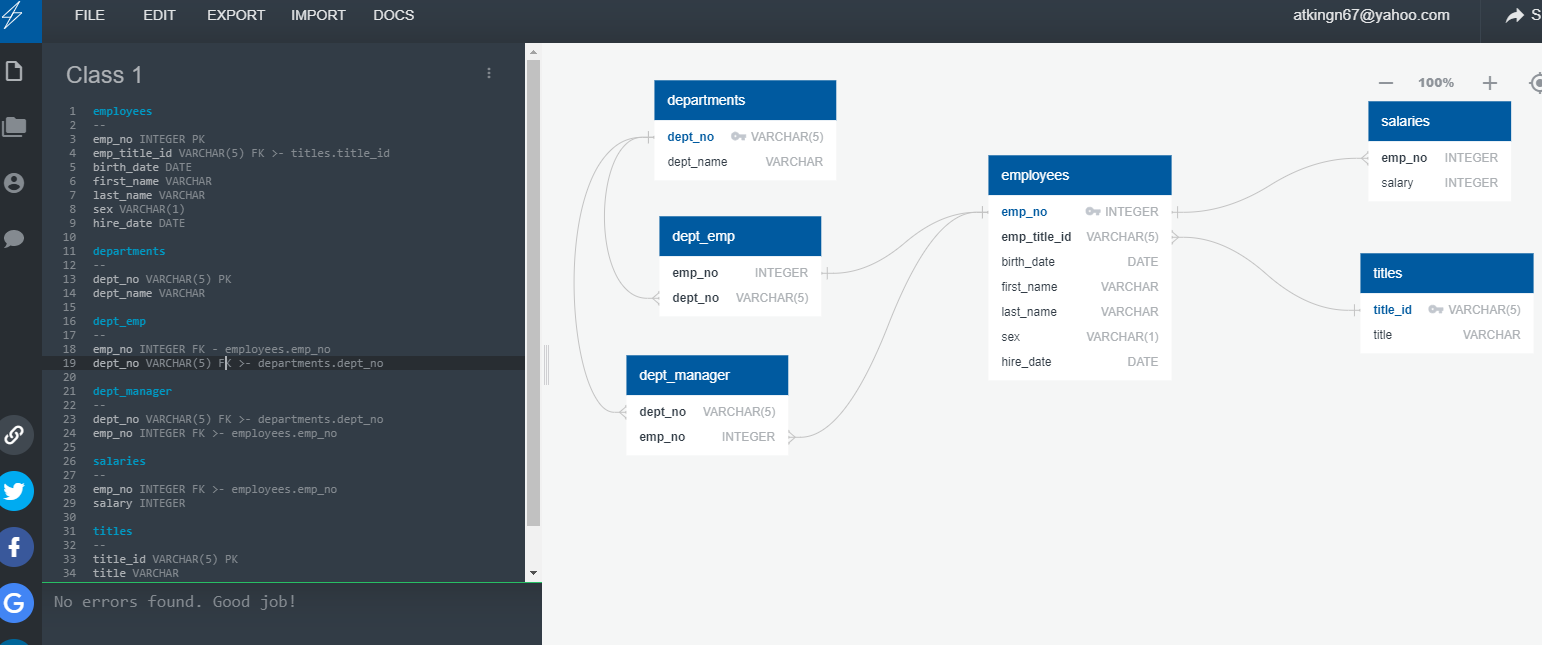 FILE EDIT EXPORT IMPORT DOCS
atkingn67@yahoo.com
S
Class 1
1 employees
2 --
3 emp_no INTEGER PK
4 emp_title_id VARCHAR(5) FK >- titles.title_id
5 birth_date DATE
6 first_name VARCHAR
7 last_name VARCHAR
8 sex VARCHAR(1)
9 hire_date DATE
10
11 departments
12 --
13 dept_no VARCHAR(5) PK
14 dept_name VARCHAR
15
16 dept_emp
17 --
18 emp_no INTEGER FK - employees.emp_no
19 dept_no VARCHAR(5) FK >- departments.dept_no
20
21 dept_manager
22 --
23 dept_no VARCHAR(5) FK >- departments.dept_no
24 emp_no INTEGER FK >- employees.emp_no
25
26 salaries
27 --
28 emp_no INTEGER FK >- employees.emp_no
29 salary INTEGER
30
31 titles
32 --
33 title_id VARCHAR(5) PK
34 title VARCHAR
No errors found. Good job!
departments
dept_no VARCHAR(5)
dept_name VARCHAR
dept_emp
emp_no INTEGER
dept_no VARCHAR(5)
dept_manager
dept_no VARCHAR(5)
emp_no INTEGER
employees
emp_no INTEGER
emp_title_id VARCHAR(5)
birth_date DATE
first_name VARCHAR
last_name VARCHAR
sex VARCHAR(1)
hire_date DATE
100%
salaries
emp_no INTEGER
salary INTEGER
titles
title_id VARCHAR(5)
title VARCHAR